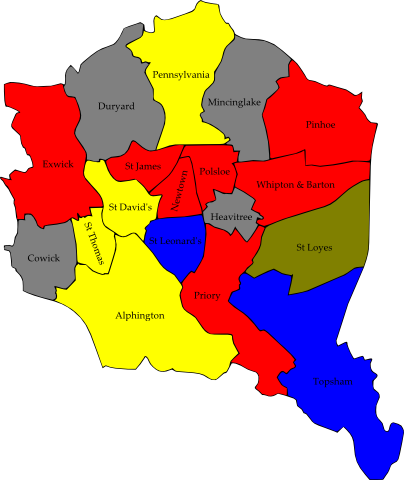 Pennsylvania
Duryard
Mincinglake
Pinhoe
Exwick
St James
Polsloe
Newtown
Whipton & Barton
St David's
Heavitree
St Leonard's
St Thomas
St Loyes
Cowick
Priory
Alphington
Topsham